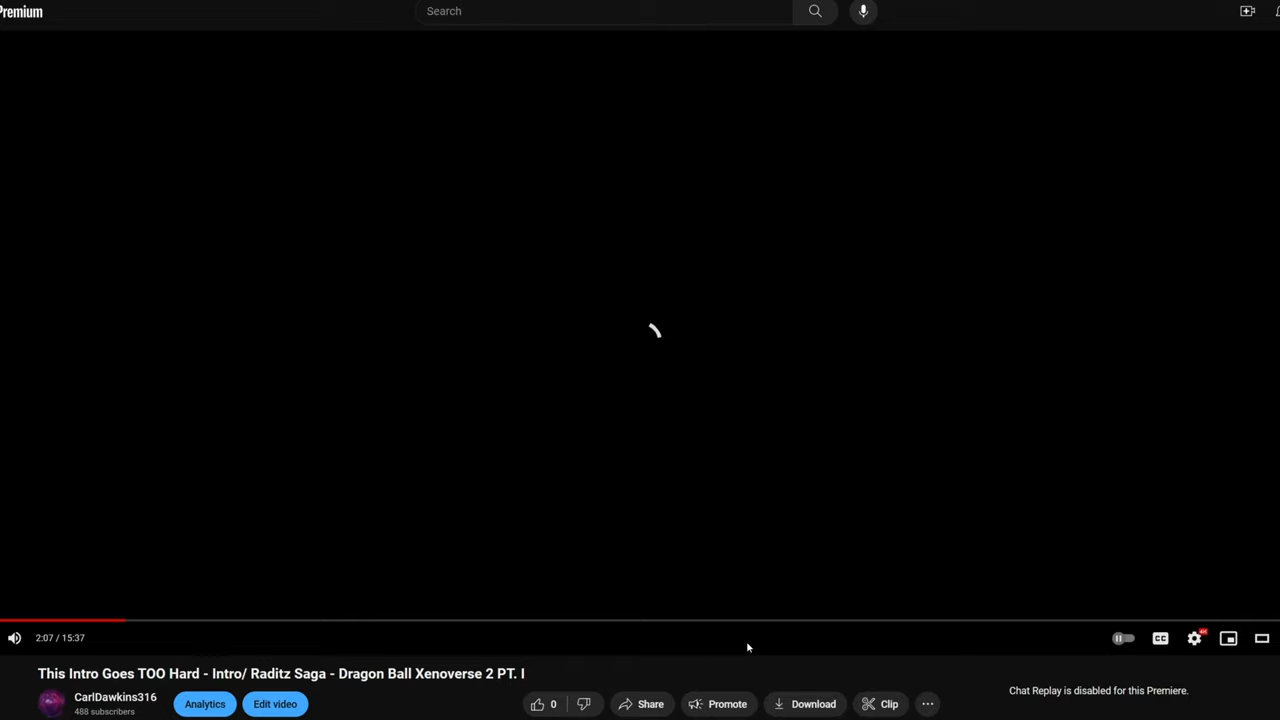 Premium
Search
2:07 / 15:37
CC
This Intro Goes TOO Hard - Intro/ Raditz Saga - Dragon Ball Xenoverse 2 PT. I
CarlDawkins316
488 subscribers
Analytics
Edit video
0
Share
Promote
Download
Clip
Chat Replay is disabled for this Premiere.